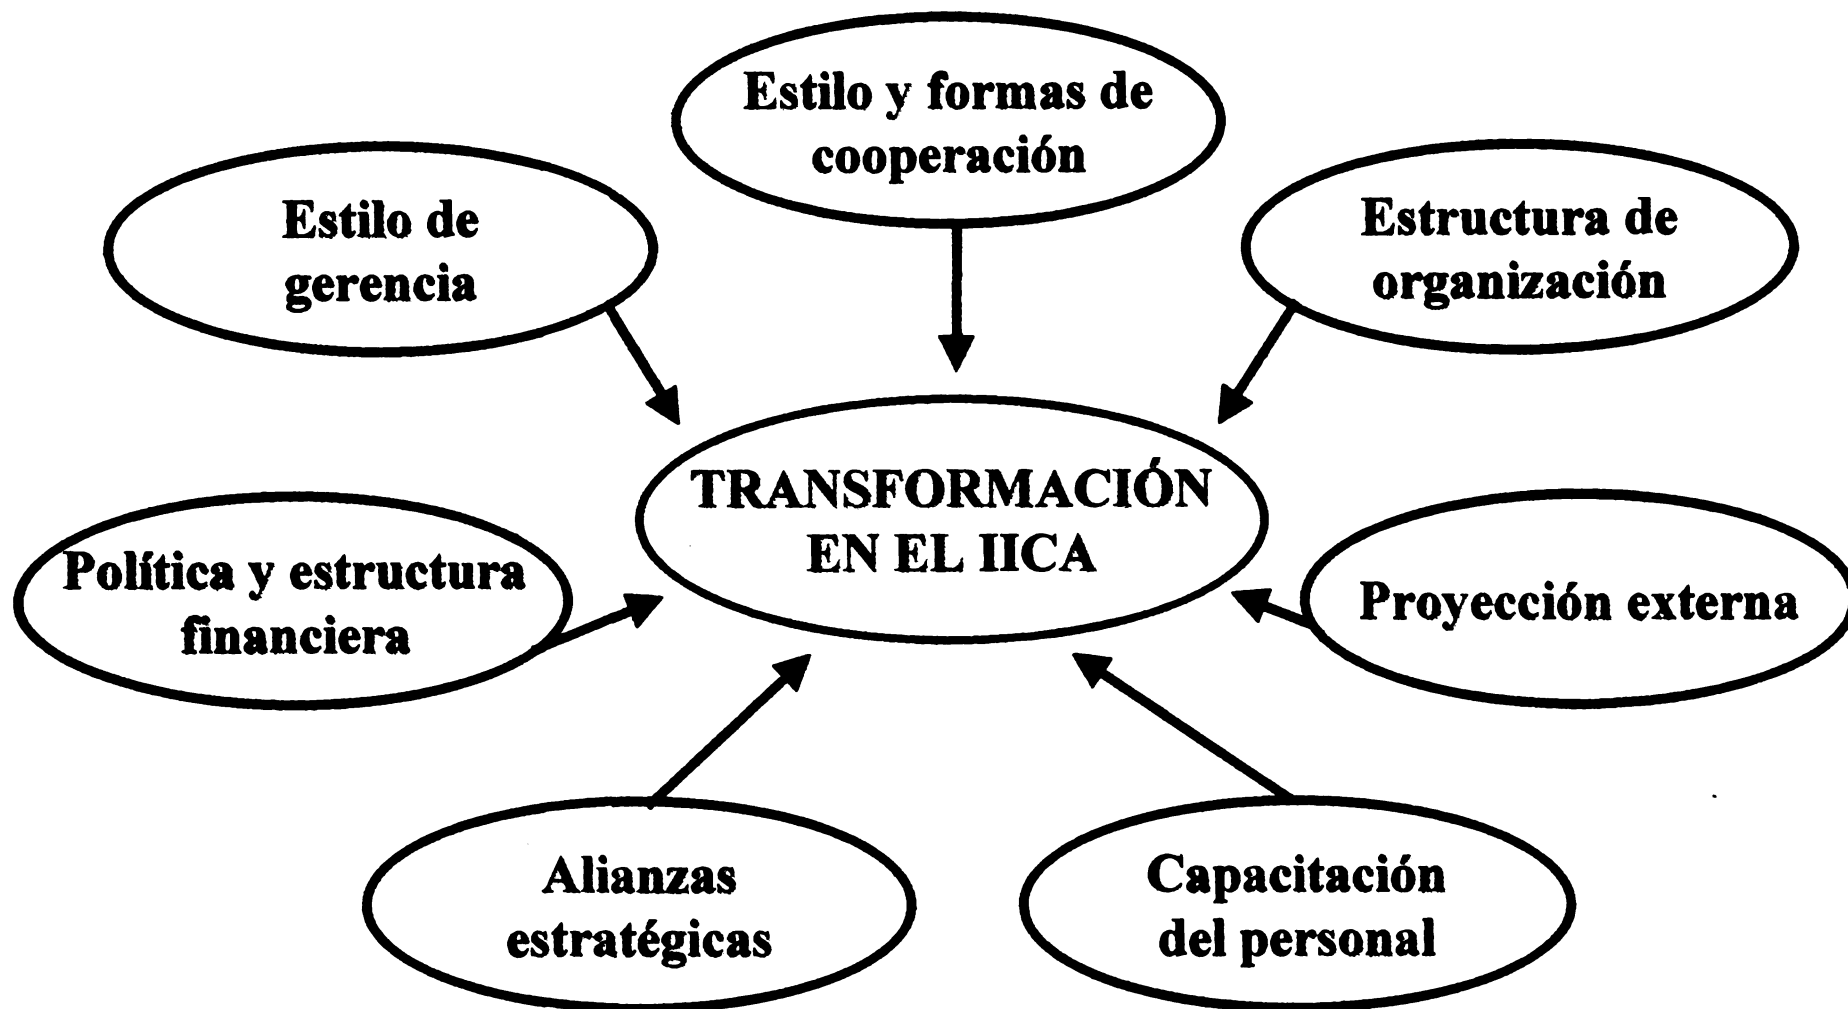 Estilo y formas de
cooperación
Estilo de
gerencia
Estructura de
organización
TRANSFORMACIÓN
EN EL IICA
Política y estructura
financiera
Proyección externa
Alianzas
estratégicas
Capacitación
del personal